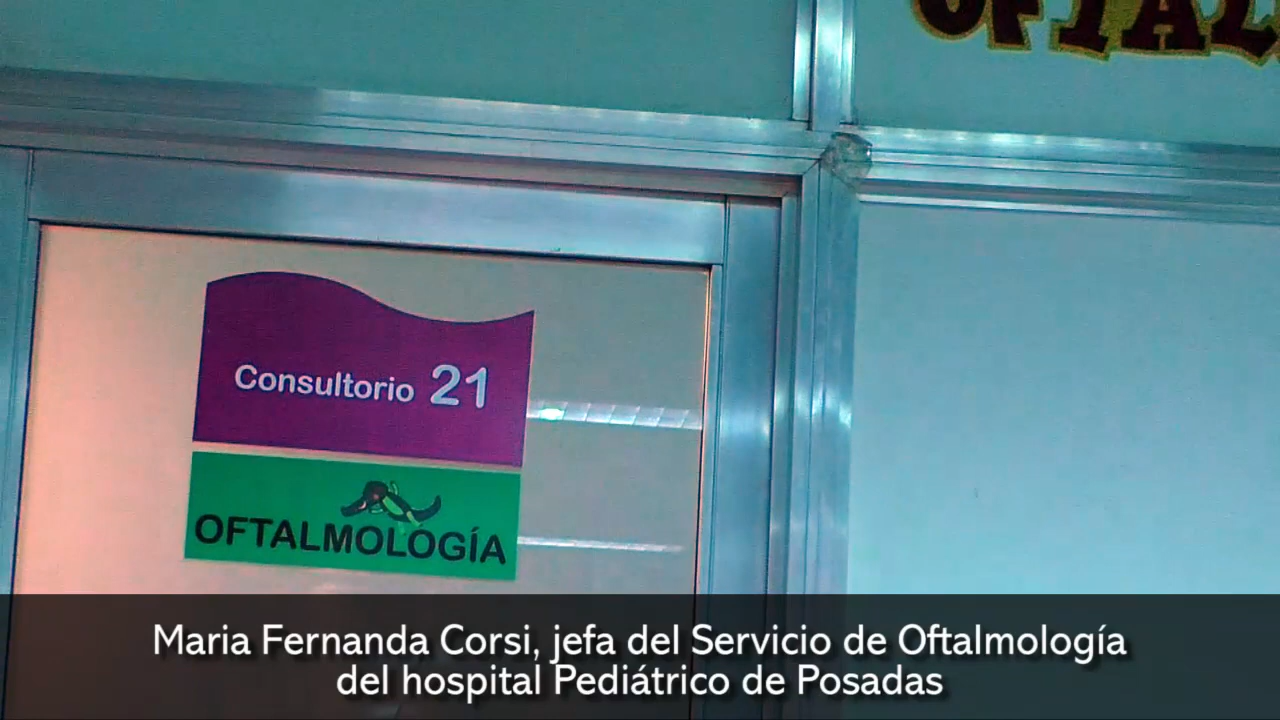 Consultorio 21
OFTALMOLOGÍA
Maria Fernanda Corsi, jefa del Servicio de Oftalmología
del hospital Pediátrico de Posadas